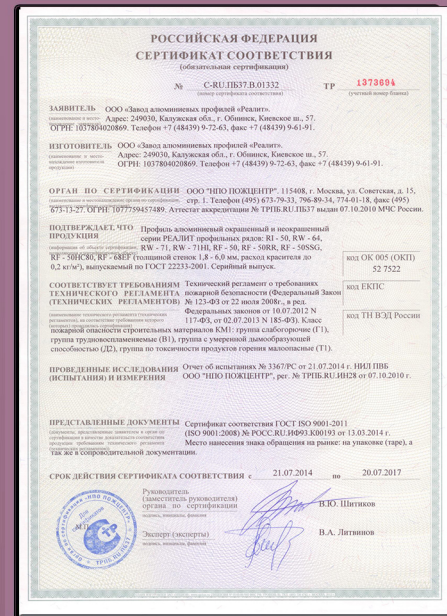 РОССИЙСКАЯ ФЕДЕРАЦИЯ
СЕРТИФИКАТ СООТВЕТСТВИЯ
(обязательная сертификация)
№ C-RU.ПБ37.В.01332 ТР 1373694
(номер сертификата соответствия) (учетный номер бланка)
ЗАЯВИТЕЛЬ ООО «Завод алюминиевых профилей «Реалит».
Адрес: 249030, Калужская обл., г. Обнинск, Киевское ш., 57.
ОГРН: 1037804020869. Телефон +7 (48439) 9-72-63, факс +7 (48439) 9-61-91.
ИЗГОТОВИТЕЛЬ ООО «Завод алюминиевых профилей «Реалит».
Адрес: 249030, Калужская обл., г. Обнинск, Киевское ш., 57.
ОГРН: 1037804020869. Телефон +7 (48439) 9-72-63, факс +7 (48439) 9-61-91.
ОРГАН ПО СЕРТИФИКАЦИИ ООО "НПО ПОЖЦЕНТР". 115408, г. Москва, ул. Советская, д. 15,
стр. 1. Телефон (495) 673-79-33, 796-89-34, 774-01-18, факс (495)
673-13-27. ОГРН: 1077759457489. Аттестат аккредитации № ТРПБ.RU.ПБ37 выдан 07.10.2010 МЧС России.
ПОДТВЕРЖДАЕТ, ЧТО Профиль алюминиевый окрашенный и неокрашенный
ПРОДУКЦИЯ серии РЕАЛИТ профильных рядов: RI - 50, RW - 64,
RW - 71, RW - 71HI, RF - 50, RF - 50RR, RF - 50SSG,
RF - 50HC80, RF - 68EF (толщиной стенок 1,8 - 6,0 мм, расход красителя до код ОК 005 (ОКП)
0,2 кг/м²), выпускаемый по ГОСТ 22233-2001. Серийный выпуск. 52 7522
СООТВЕТСТВУЕТ ТРЕБОВАНИЯМ Технический регламент о требованиях
ТЕХНИЧЕСКОГО РЕГЛАМЕНТА пожарной безопасности (Федеральный Закон код ЕКПС
(ТЕХНИЧЕСКИХ РЕГЛАМЕНТОВ) № 123-ФЗ от 22 июля 2008г., в ред.
Федеральных законов от 10.07.2012 N код ТН ВЭД России
117-ФЗ, от 02.07.2013 N 185-ФЗ). Класс
пожарной опасности строительных материалов КМ1: группа слабогорючие (Г1),
группа трудновоспламеняемые (В1), группа с умеренной дымообразующей
способностью (Д2), группа по токсичности продуктов горения малоопасные (Т1).
ПРОВЕДЕННЫЕ ИССЛЕДОВАНИЯ Отчет об испытаниях № 3367/РС от 21.07.2014 г. НИЛ ПВБ
(ИСПЫТАНИЯ) И ИЗМЕРЕНИЯ ООО "НПО ПОЖЦЕНТР", рег. № ТРПБ.RU.ИН28 от 07.10.2010 г.
ПРЕДСТАВЛЕННЫЕ ДОКУМЕНТЫ Сертификат соответствия ГОСТ ISO 9001-2011
(ISO 9001:2008) № РОСС.RU.ИФ93.К00193 от 13.03.2014 г.
Место нанесения знака обращения на рынке: на упаковке (таре), а
так же в сопроводительной документации.
СРОК ДЕЙСТВИЯ СЕРТИФИКАТА СООТВЕТСТВИЯ с 21.07.2014 по 20.07.2017
Руководитель
(заместитель руководителя)
органа по сертификации В.Ю. Шитиков
подпись, инициалы, фамилия
М.П.
Эксперт (эксперты) В.А. Литвинов
подпись, инициалы, фамилия